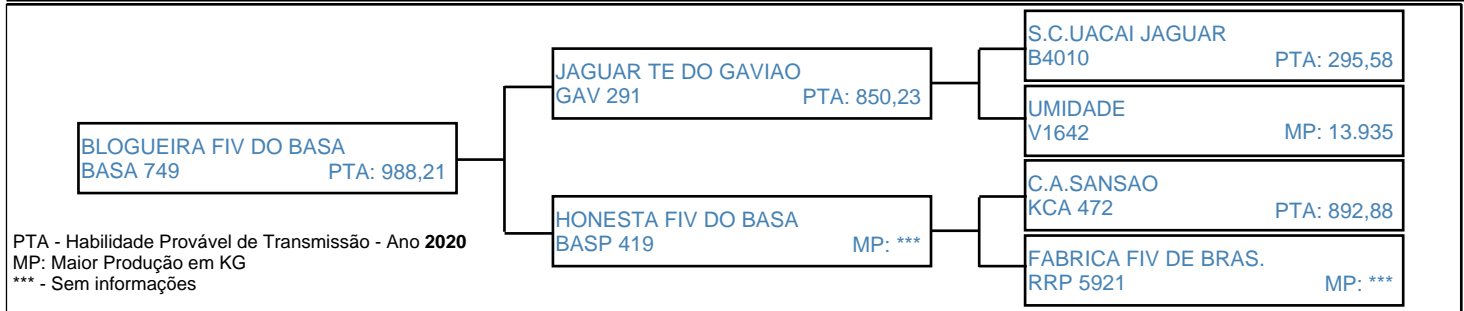 BLOGUEIRA FIV DO BASA
BASA 749 PTA: 988,21
JAGUAR TE DO GAVIAO
GAV 291 PTA: 850,23
HONESTA FIV DO BASA
BASP 419 MP: ***
S.C.UACAI JAGUAR
B4010 PTA: 295,58
UMIDADE
V1642 MP: 13.935
C.A.SANSAO
KCA 472 PTA: 892,88
FABRICA FIV DE BRAS.
RRP 5921 MP: ***
PTA - Habilidade Provável de Transmissão - Ano 2020
MP: Maior Produção em KG
*** - Sem informações